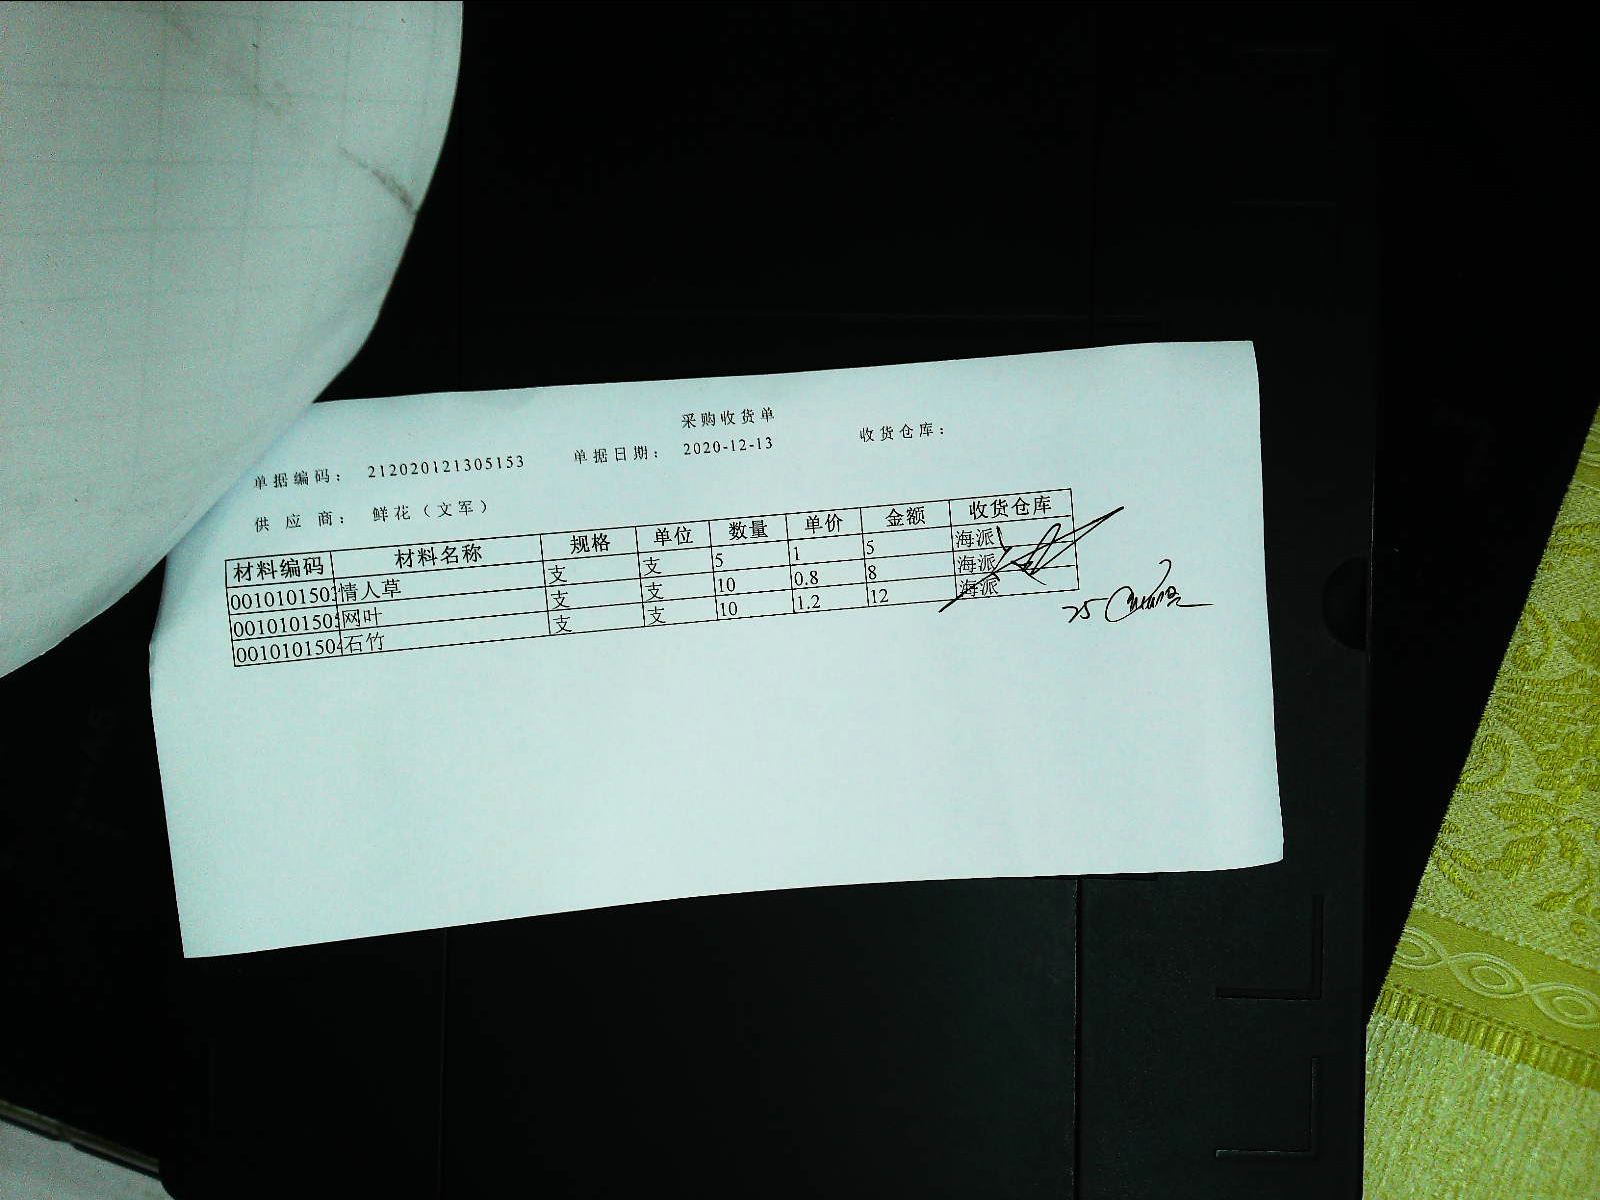 采购收货单
单据编码： 212020121305153 单据日期： 2020-12-13 收货仓库：
供 应 商： 鲜花（文军）
材料编码 材料名称 规格 单位 数量 单价 金额 收货仓库
001010150 情人草 支 支 5 1 5 海派
001010150 网叶 支 支 10 0.8 8 海派
001010150 石竹 支 支 10 1.2 12 海派
25